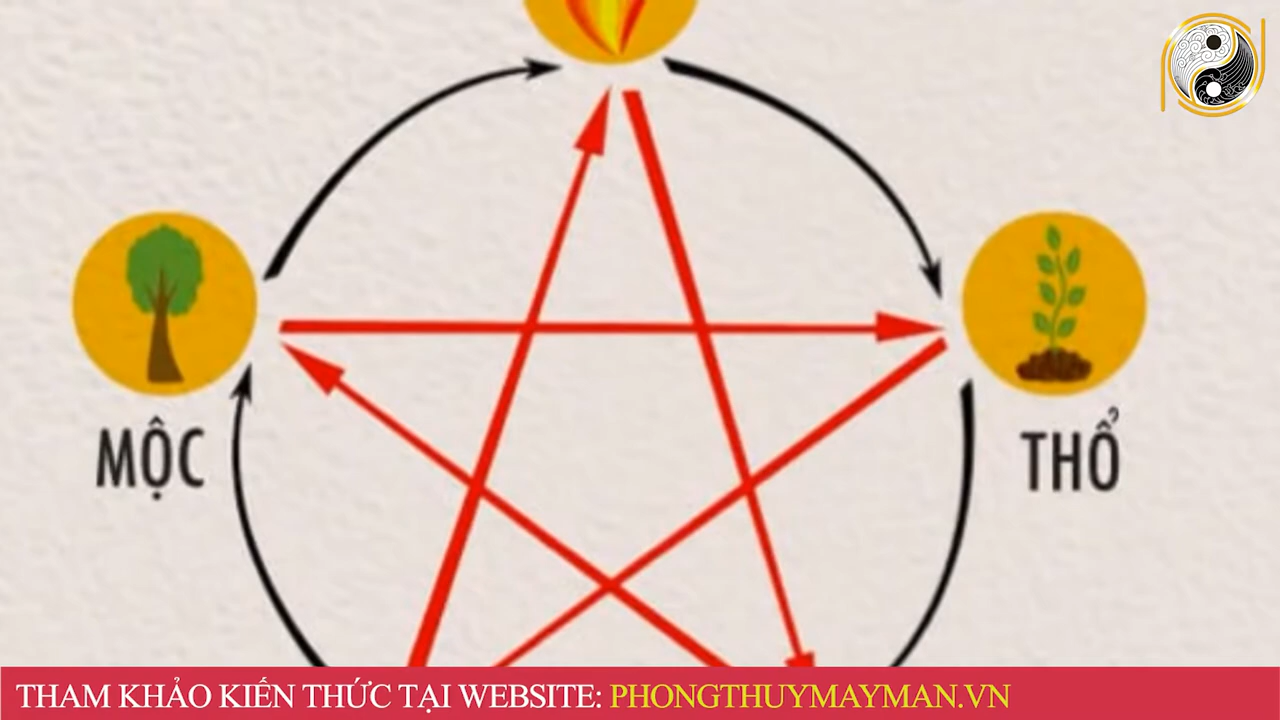 MỘC
THỔ
THAM KHẢO KIẾN THỨC TẠI WEBSITE: PHONGTHUYMAYMAN.VN